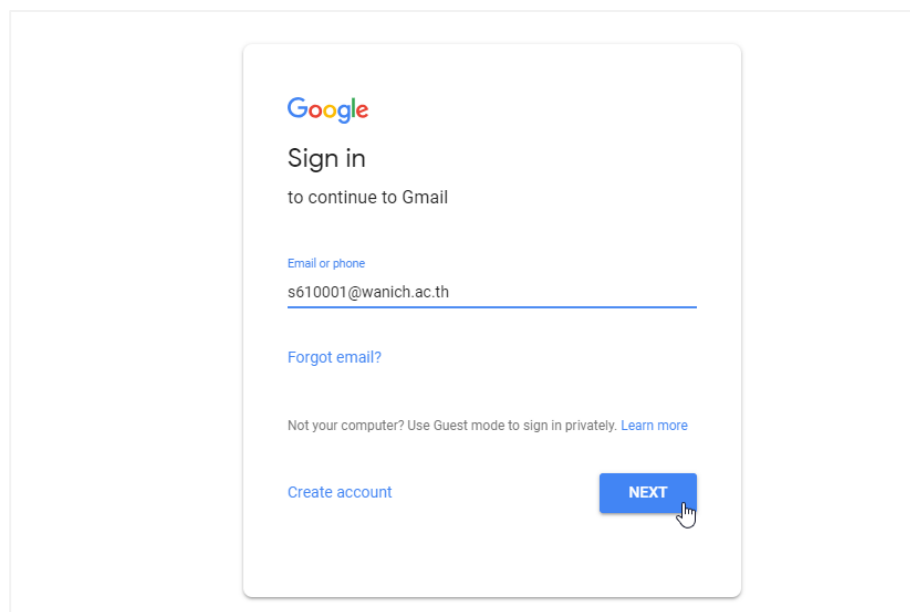 Google
Sign in
to continue to Gmail
Email or phone
s610001@wanich.ac.th
Forgot email?
Not your computer? Use Guest mode to sign in privately. Learn more
Create account
NEXT